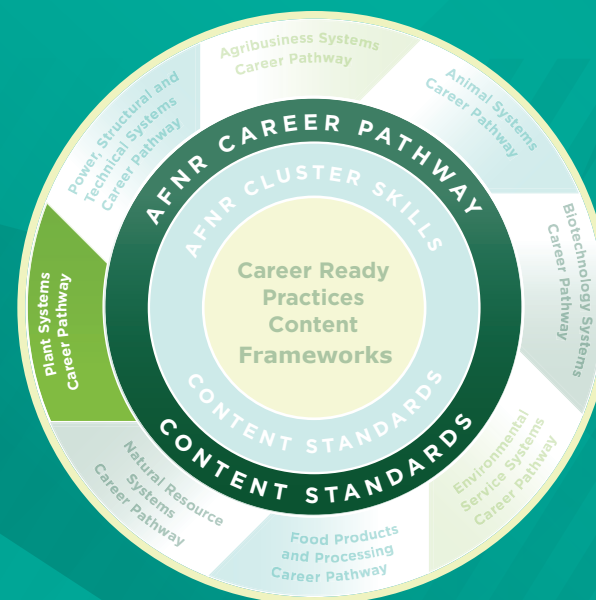 Agribusiness Systems
Career Pathway
Animal Systems
Career Pathway
Biotechnology Systems
Career Pathway
Environmental
Service Systems
Career Pathway
Food Products
and Processing
Career Pathway
Natural Resource
Systems
Career Pathway
Plant Systems
Career Pathway
Power, Structural and
Technical Systems
Career Pathway
AFNR CAREER PATHWAY
CONTENT STANDARDS
AFNR CLUSTER SKILLS
CONTENT STANDARDS
Career Ready
Practices
Content
Frameworks